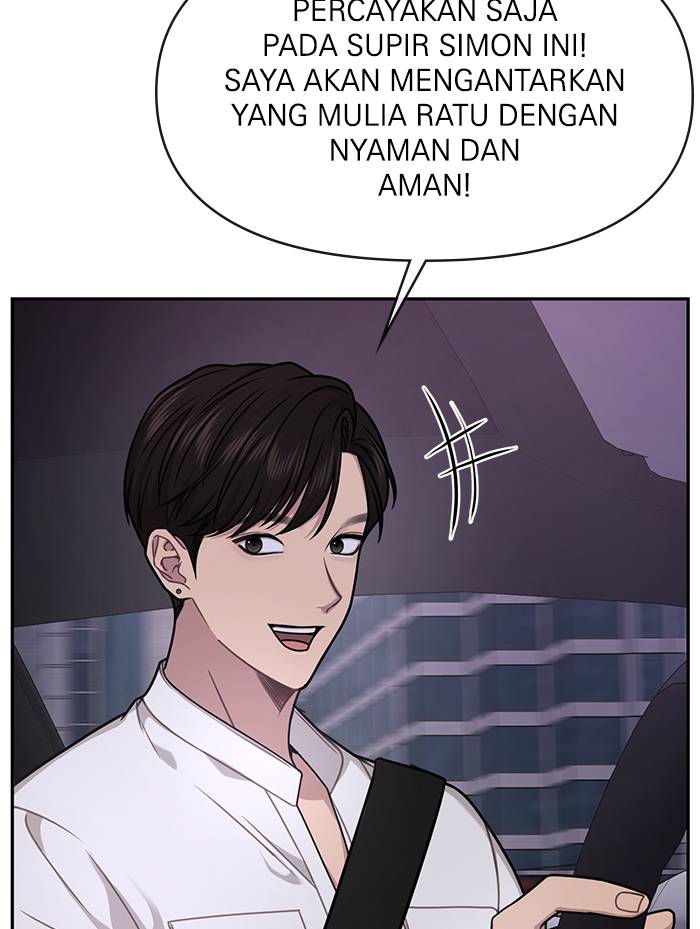 PERCAYAKAN SAJA
PADA SUPIR SIMON INI!
SAYA AKAN MENGANTARKAN
YANG MULIA RATU DENGAN
NYAMAN DAN
AMAN!